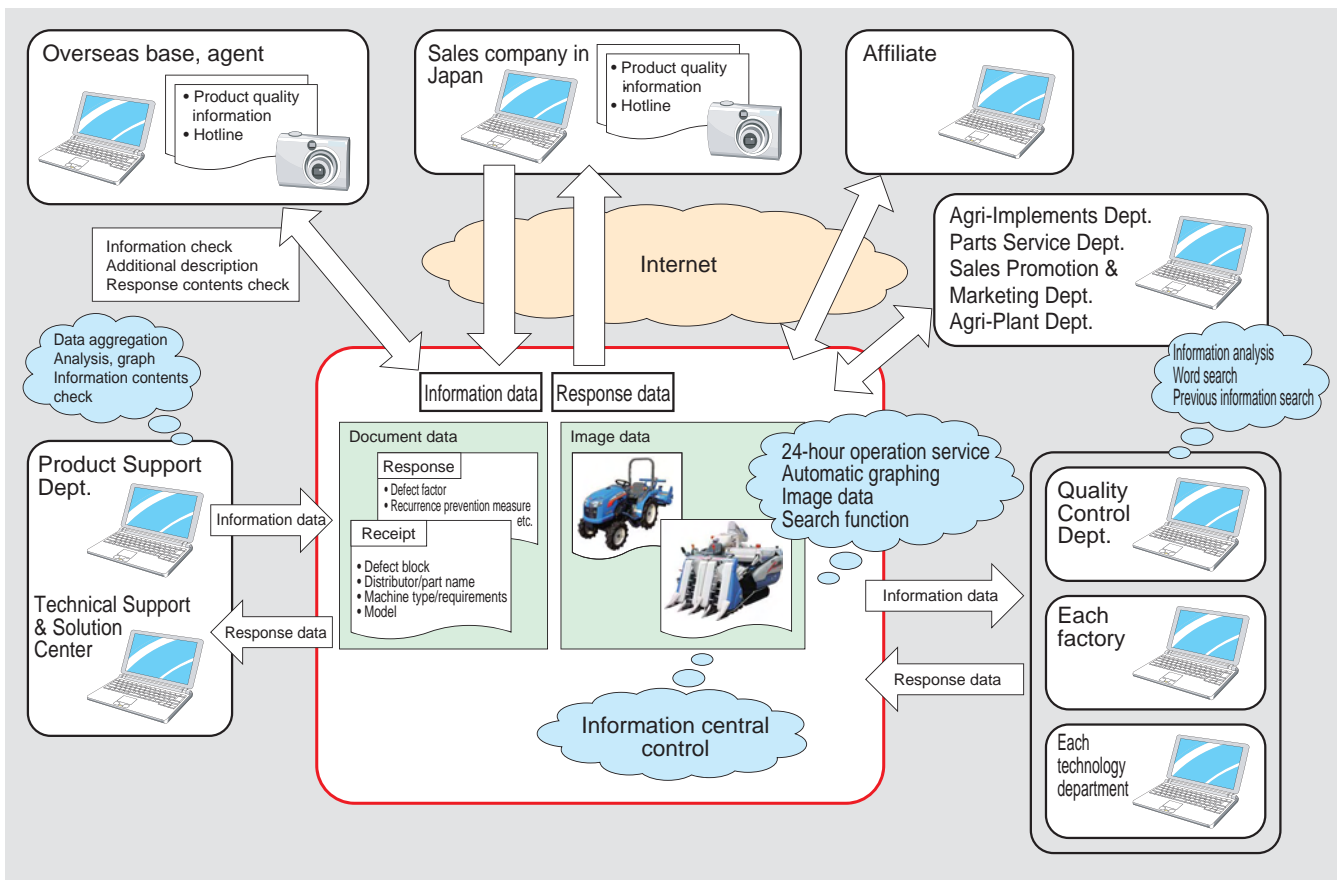 Overseas base, agent
• Product quality
information
• Hotline
Sales company in
Japan
• Product quality
information
• Hotline
Affiliate
Agri-Implements Dept.
Parts Service Dept.
Sales Promotion &
Marketing Dept.
Agri-Plant Dept.
Information check
Additional description
Response contents check
Internet
Data aggregation
Analysis, graph
Information contents
check
Information analysis
Word search
Previous information search
Information data
Response data
Document data
Response
• Defect factor
• Recurrence prevention measure
etc.
Receipt
• Defect block
• Distributor/part name
• Machine type/requirements
• Model
Image data
24-hour operation service
Automatic graphing
Image data
Search function
Product Support
Dept.
Technical Support
& Solution
Center
Information data
Response data
Information data
Response data
Information central
control
Quality
Control
Dept.
Each
factory
Each
technology
department